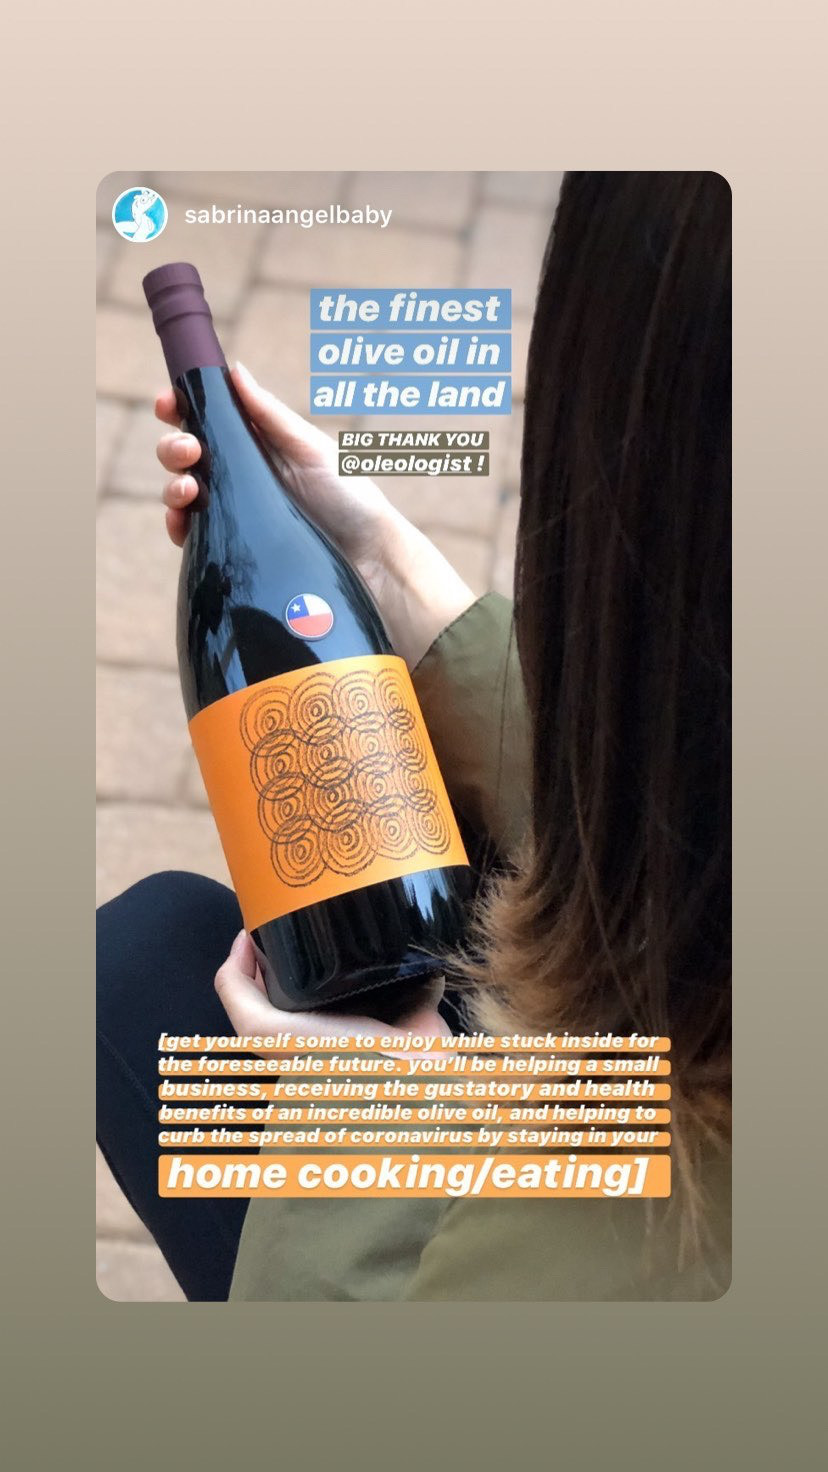 sabrinaangelbaby
the finest
olive oil in
all the land
BIG THANK YOU
@oleologist !
[get yourself some to enjoy while stuck inside for
the foreseeable future. you'll be helping a small
business, receiving the gustatory and health
benefits of an incredible olive oil, and helping to
curb the spread of coronavirus by staying in your
home cooking/eating]